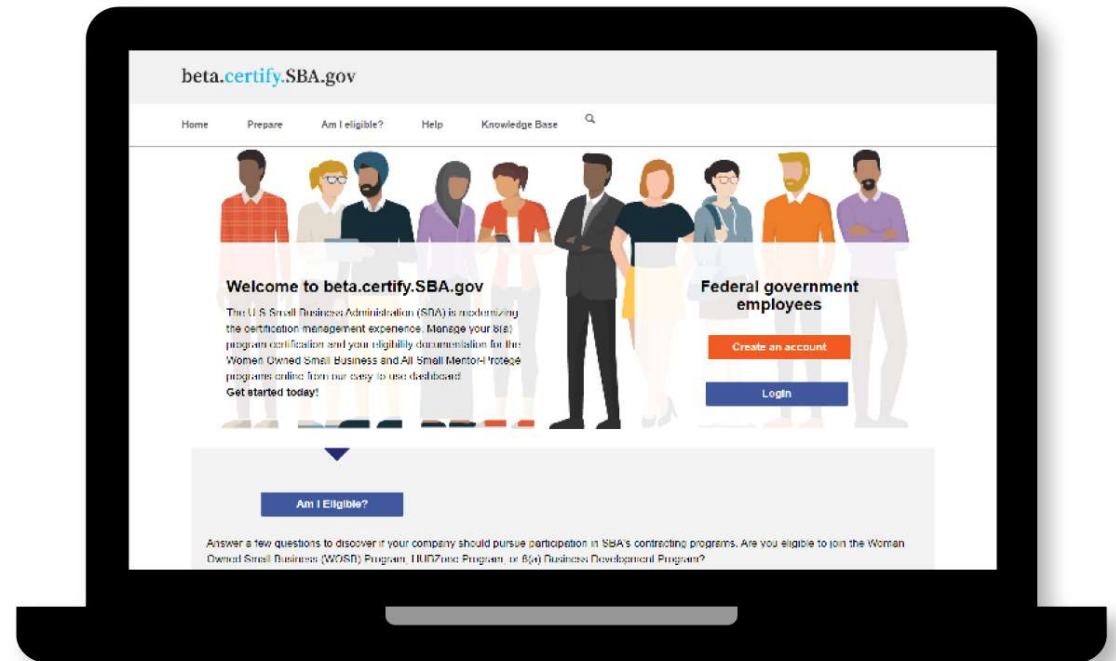 beta.certify.SBA.gov
Home Prepare Am I eligible? Help Knowledge Base
Welcome to beta.certify.SBA.gov
The U.S. Small Business Administration (SBA) is modernizing
the certification management experience. Manage your 8(a)
program certification and your eligibility documentation for the
Women Owned Small Business and All Small Mentor-Protégé
programs online from our easy-to-use dashboard.
Get started today!
Federal government
employees
Create an account
Login
Am I Eligible?
Answer a few questions to discover if your company should pursue participation in SBA's contracting programs. Are you eligible to join the Woman
Owned Small Business (WOSB) Program, HUBZone Program, or 8(a) Business Development Program?